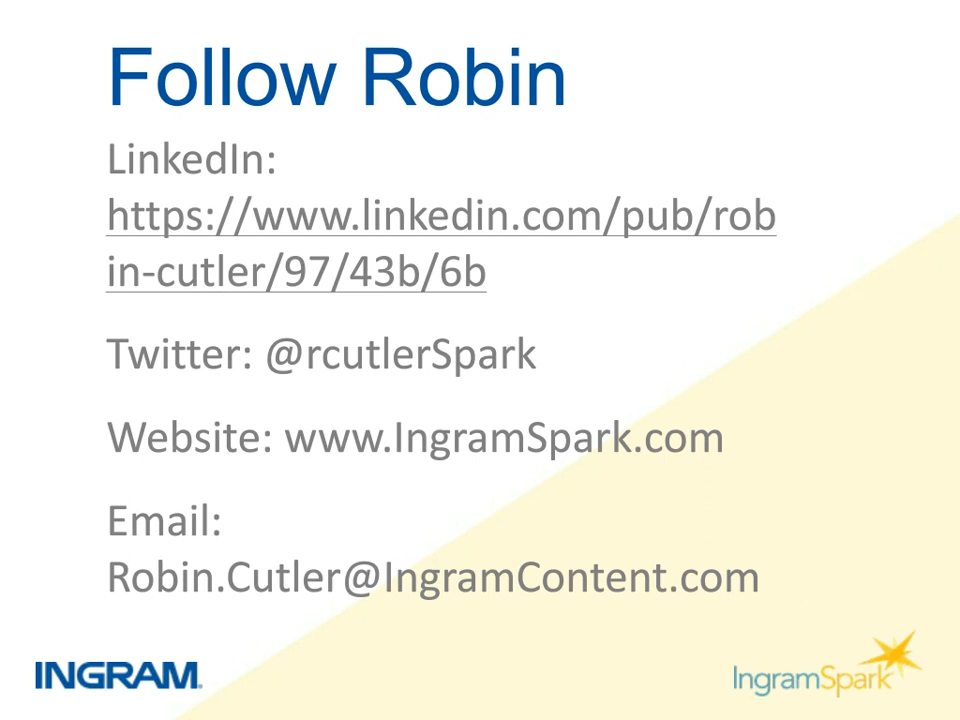 Follow Robin
LinkedIn:
https://www.linkedin.com/pub/rob
in-cutler/97/43b/6b
Twitter: @rcutlerSpark
Website: www.IngramSpark.com
Email:
Robin.Cutler@IngramContent.com
INGRAM
IngramSpark